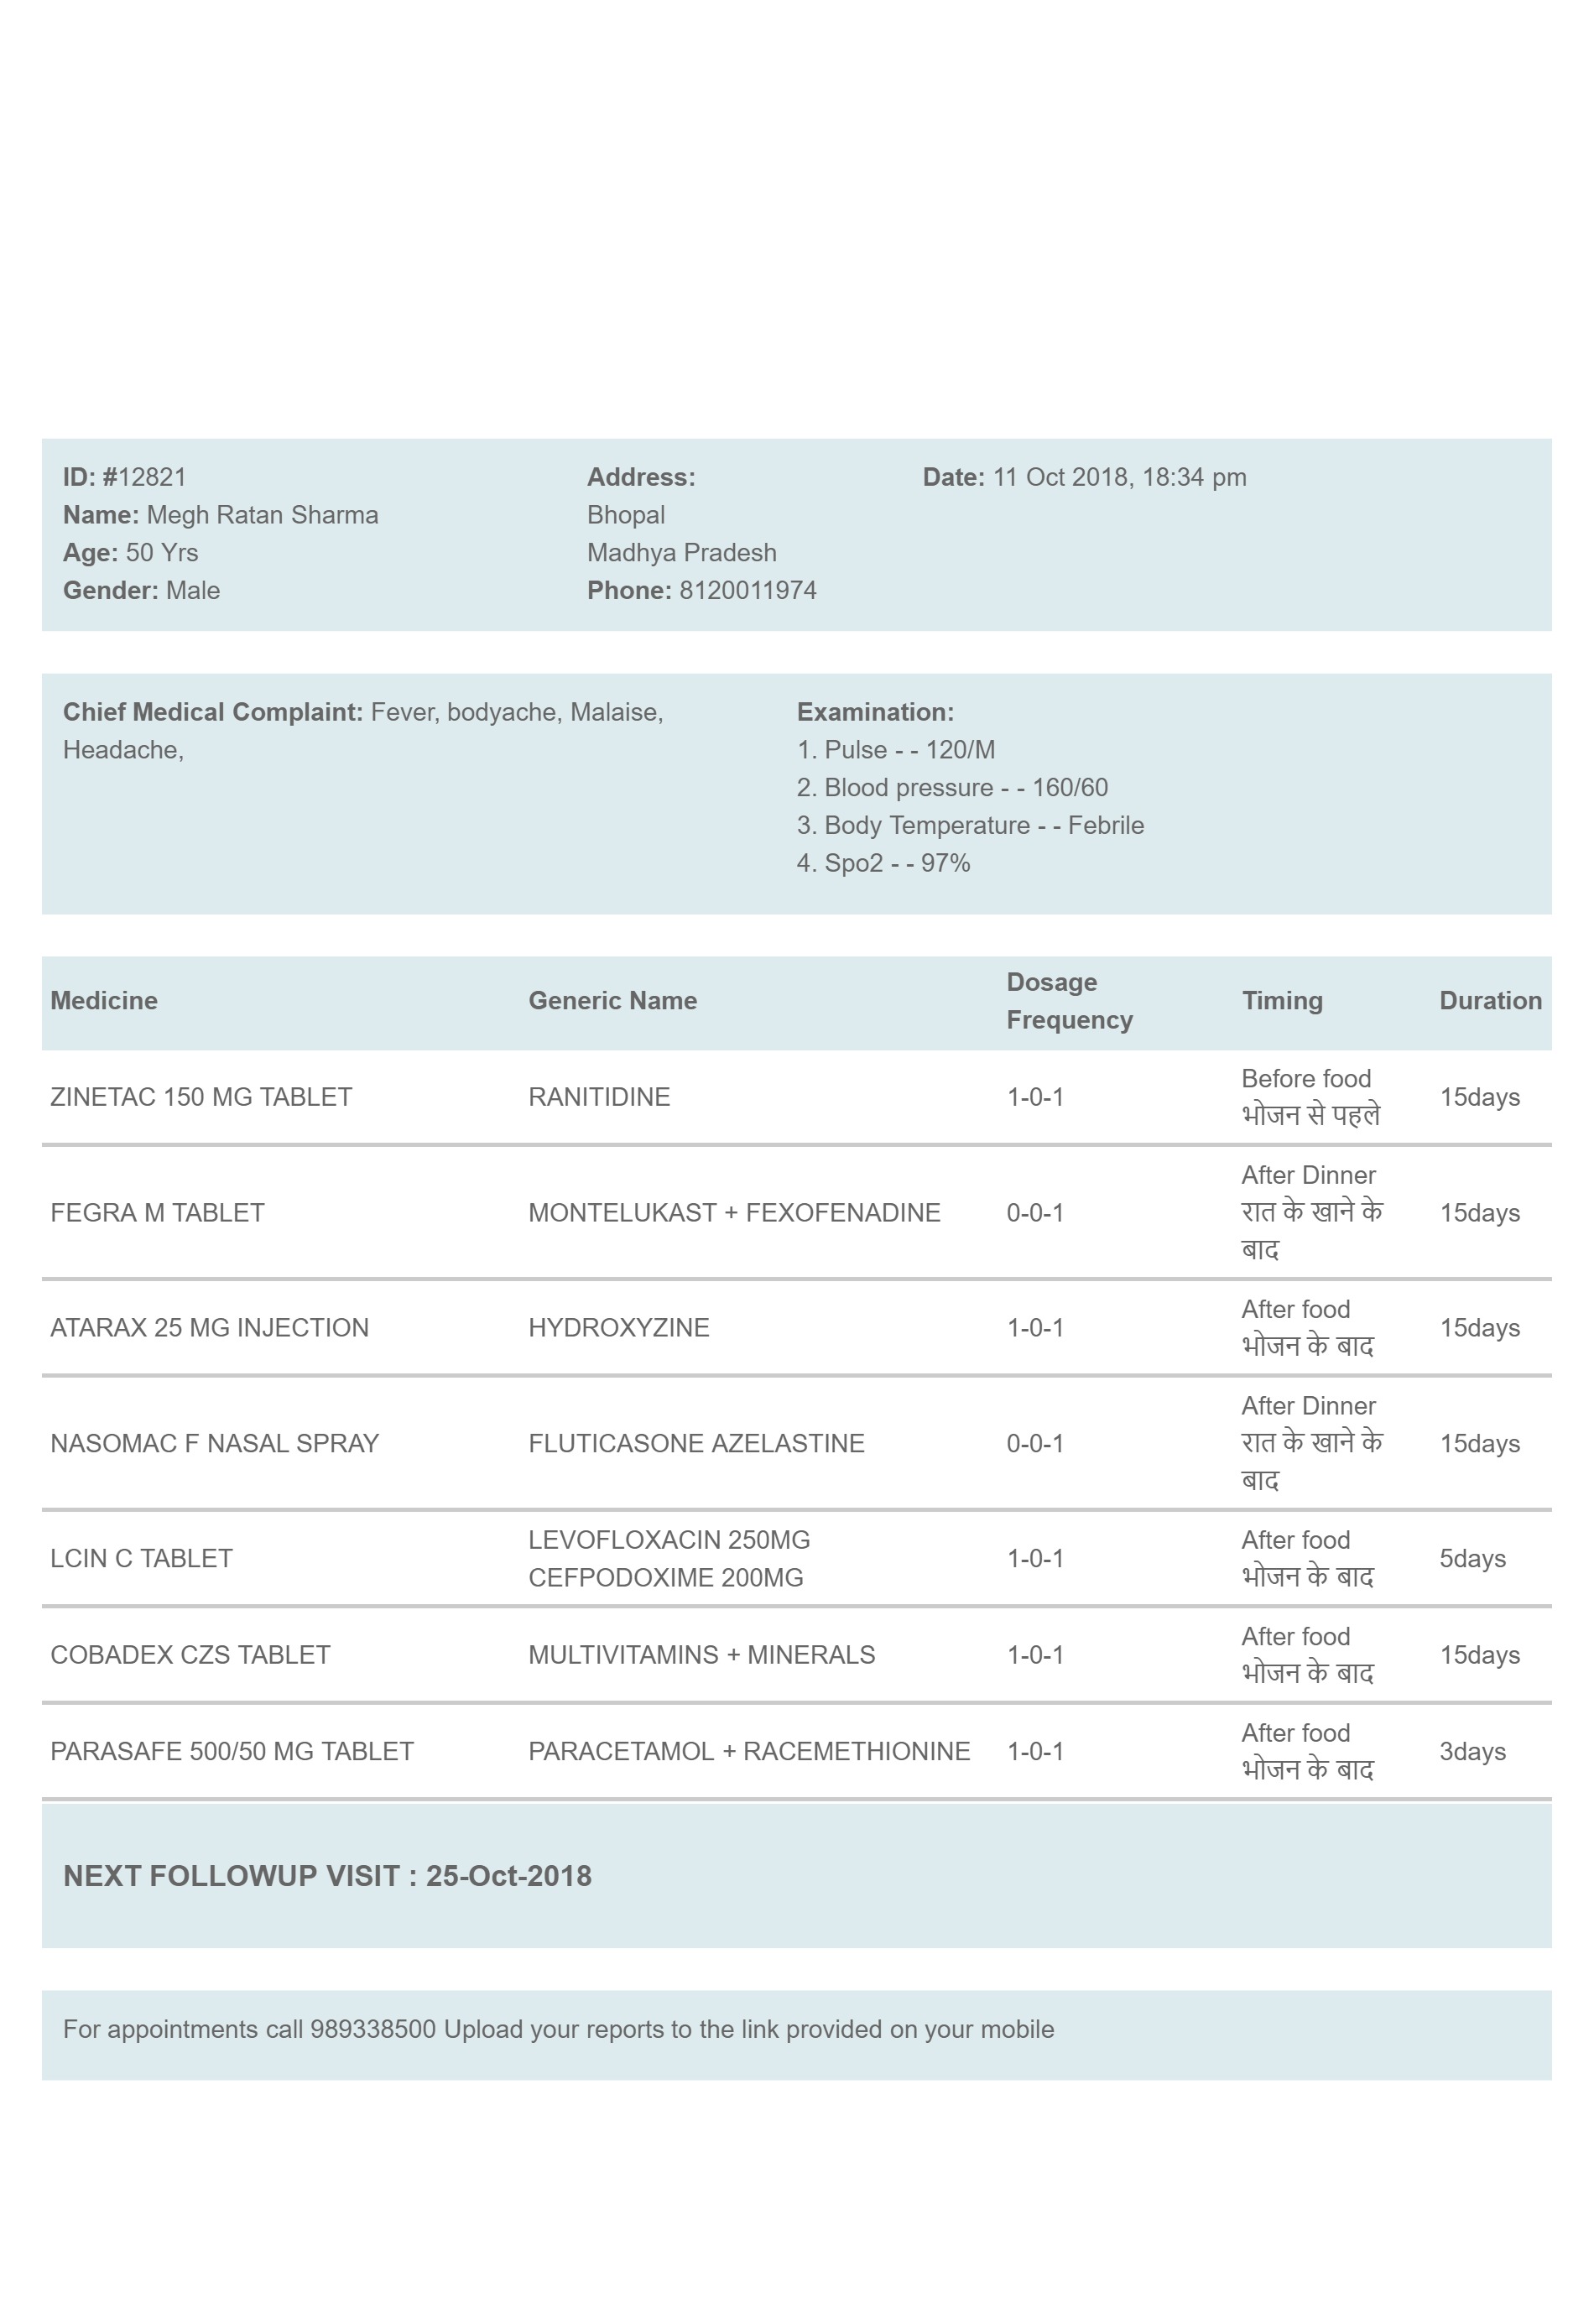 ID: #12821
Name: Megh Ratan Sharma
Age: 50 Yrs
Gender: Male
Address:
Bhopal
Madhya Pradesh
Phone: 8120011974
Date: 11 Oct 2018, 18:34 pm
Chief Medical Complaint: Fever, bodyache, Malaise,
Headache,
Examination:
1. Pulse - - 120/M
2. Blood pressure - - 160/60
3. Body Temperature - - Febrile
4. Spo2 - - 97%
Medicine Generic Name Dosage Frequency Timing Duration
ZINETAC 150 MG TABLET RANITIDINE 1-0-1 Before food भोजन से पहले 15days
FEGRA M TABLET MONTELUKAST + FEXOFENADINE 0-0-1 After Dinner रात के खाने के बाद 15days
ATARAX 25 MG INJECTION HYDROXYZINE 1-0-1 After food भोजन के बाद 15days
NASOMAC F NASAL SPRAY FLUTICASONE AZELASTINE 0-0-1 After Dinner रात के खाने के बाद 15days
LCIN C TABLET LEVOFLOXACIN 250MG CEFPODOXIME 200MG 1-0-1 After food भोजन के बाद 5days
COBADEX CZS TABLET MULTIVITAMINS + MINERALS 1-0-1 After food भोजन के बाद 15days
PARASAFE 500/50 MG TABLET PARACETAMOL + RACEMETHIONINE 1-0-1 After food भोजन के बाद 3days
NEXT FOLLOWUP VISIT : 25-Oct-2018
For appointments call 989338500 Upload your reports to the link provided on your mobile